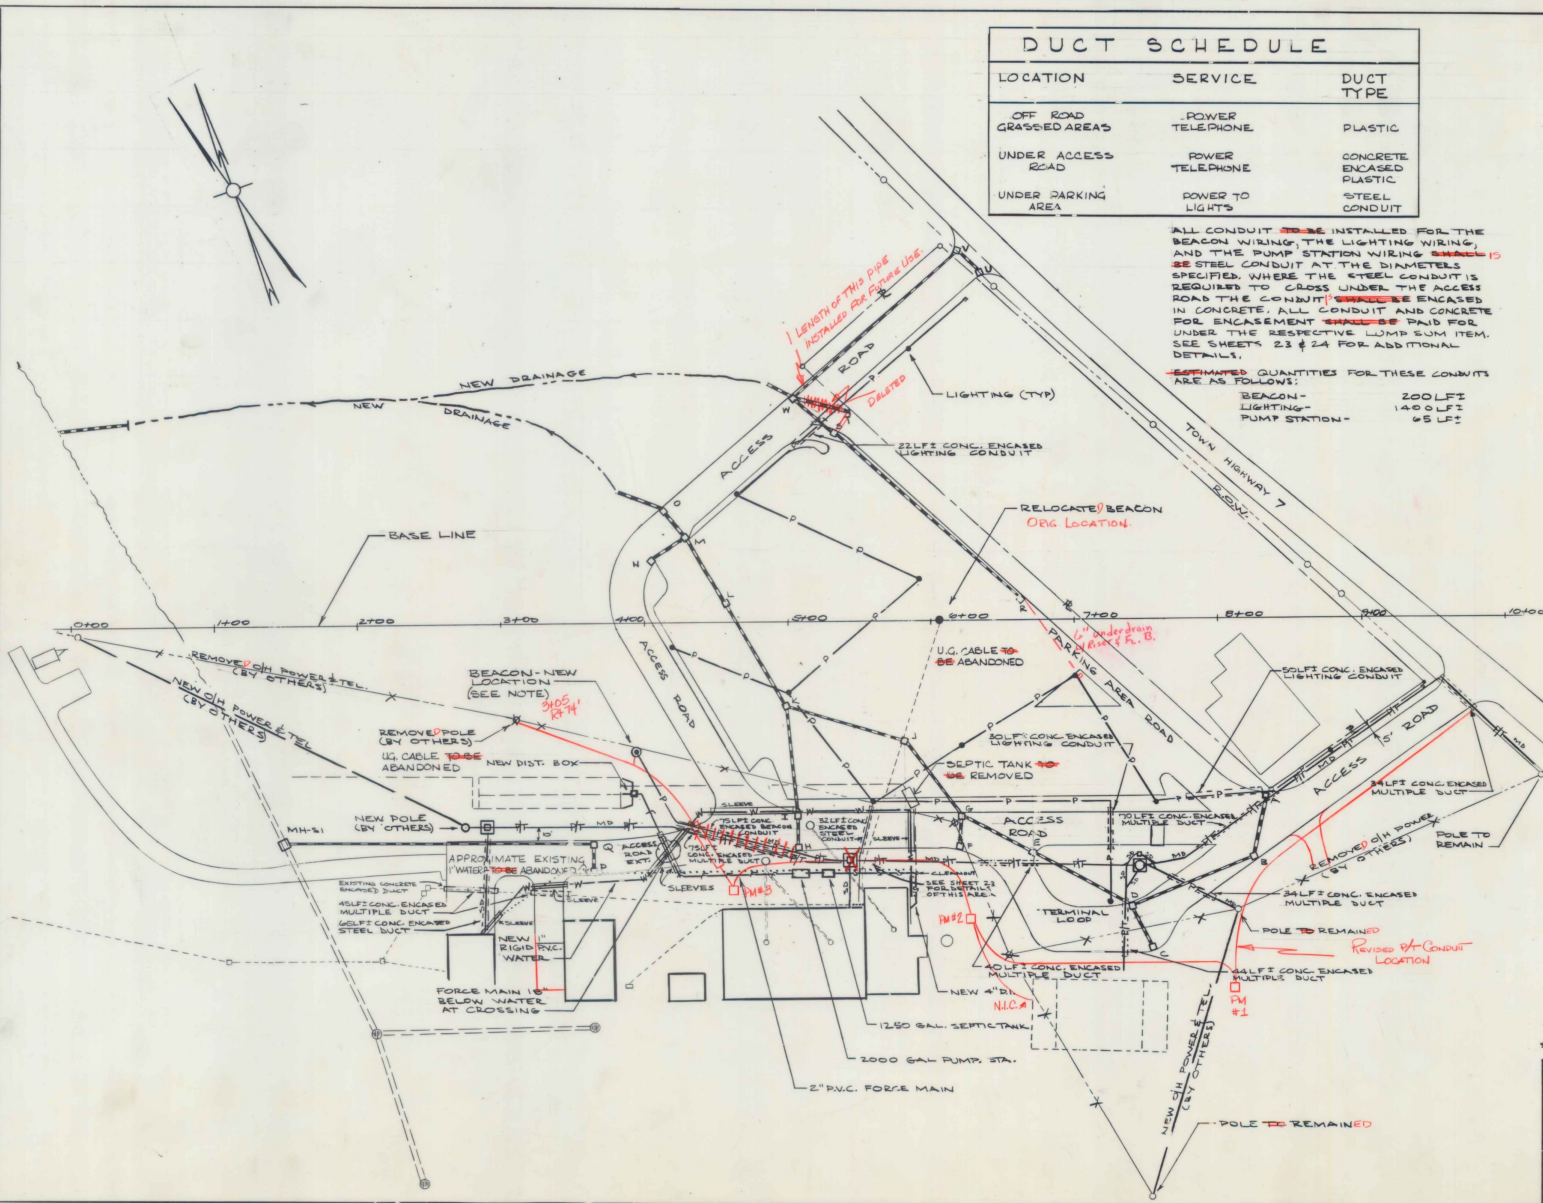 DUCT SCHEDULE
LOCATION SERVICE DUCT TYPE
OFF ROAD GRASSED AREAS
POWER TELEPHONE
PLASTIC
UNDER ACCESS ROAD
POWER TELEPHONE
CONCRETE ENCASED PLASTIC
UNDER PARKING AREA
POWER TO LIGHTS
STEEL CONDUIT
ALL CONDUIT TO BE INSTALLED FOR THE
BEACON WIRING, THE LIGHTING WIRING,
AND THE PUMP STATION WIRING SHALL IS
BE STEEL CONDUIT AT THE DIAMETERS
SPECIFIED. WHERE THE STEEL CONDUIT IS
REQUIRED TO CROSS UNDER THE ACCESS
ROAD THE CONDUIT IS SHALL BE ENCASED
IN CONCRETE. ALL CONDUIT AND CONCRETE
FOR ENCASEMENT SHALL BE PAID FOR
UNDER THE RESPECTIVE LUMP SUM ITEM.
SEE SHEETS 23 & 24 FOR ADDITIONAL
DETAILS.
ESTIMATED QUANTITIES FOR THESE CONDUITS
ARE AS FOLLOWS:
BEACON- 200 LF±
LIGHTING- 1400 LF±
PUMP STATION- 65 LF±
1 LENGTH OF THIS PIPE
INSTALLED FOR FUTURE USE.
V
U
R
ROAD
DELETED
W
LIGHTING (TYP)
NEW DRAINAGE
NEW DRAINAGE
ACCESS
22 LF± CONC. ENCASED
LIGHTING CONDUIT
TOWN HIGHWAY 7
R.O.W.
O
M
N
RELOCATED BEACON
ORIG. LOCATION
BASE LINE
0+00
1+00
2+00
3+00
4+00
5+00
6+00
7+00
8+00
9+00
10+00
REMOVED O/H POWER & TEL.
(BY OTHERS)
NEW O/H POWER & TEL
(BY OTHERS)
BEACON-NEW
LOCATION
(SEE NOTE)
3+05
Rt 74'
ACCESS ROAD
U.G. CABLE TO
BE ABANDONED
6" underdrain
PARKING AREA ROAD
50 LF± CONC. ENCASED
LIGHTING CONDUIT
REMOVED POLE
(BY OTHERS)
U.G. CABLE TO BE
ABANDONED
NEW DIST. BOX
30 LF± CONC. ENCASED
LIGHTING CONDUIT
SEPTIC TANK TO
BE REMOVED
5'
ACCESS ROAD
34 LF± CONC. ENCASED
MULTIPLE DUCT
NEW POLE
(BY OTHERS)
MH-S1
SLEEVE
75 LF± CONC.
ENCASED BEACON
CONDUIT
75 LF±
CONC. ENCASED
MULTIPLE DUCT
32 LF± CONC
ENCASED
STEEL
CONDUIT
SLEEVE
ACCESS
ROAD
70 LF± CONC. ENCASED
MULTIPLE DUCT
POLE TO
REMAIN
REMOVED O/H POWER
(BY OTHERS)
Q
ACCESS
ROAD
EXT.
APPROXIMATE EXISTING
1" WATER TO BE ABANDONED
EXISTING CONCRETE
ENCASED DUCT
45 LF± CONC. ENCASED
MULTIPLE DUCT
65 LF± CONC. ENCASED
STEEL DUCT
SLEEVE
SLEEVE
SLEEVES
PM#3
CLEANOUT
SEE SHEET 23
FOR DETAILS
OF THIS AREA
PM #2
TERMINAL
LOOP
34 LF± CONC. ENCASED
MULTIPLE DUCT
POLE TO REMAINED
REVISED P/T CONDUIT
LOCATION
NEW 1"
RIGID P.V.C.
WATER
40 LF± CONC. ENCASED
MULTIPLE DUCT
44 LF± CONC. ENCASED
MULTIPLE DUCT
FORCE MAIN 18"
BELOW WATER
AT CROSSING
NEW 4" D.I.
N.I.C.
PM
#1
1250 GAL. SEPTIC TANK
2000 GAL PUMP. STA.
2" P.V.C. FORCE MAIN
NEW O/H POWER & TEL.
(BY OTHERS)
POLE TO REMAINED